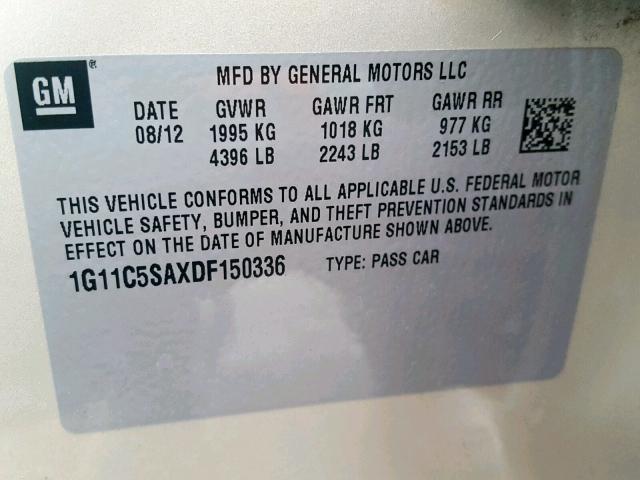 GM®
MFD BY GENERAL MOTORS LLC
DATE GVWR GAWR FRT GAWR RR
08/12 1995 KG 1018 KG 977 KG
4396 LB 2243 LB 2153 LB
THIS VEHICLE CONFORMS TO ALL APPLICABLE U.S. FEDERAL MOTOR
VEHICLE SAFETY, BUMPER, AND THEFT PREVENTION STANDARDS IN
EFFECT ON THE DATE OF MANUFACTURE SHOWN ABOVE.
1G11C5SAXDF150336 TYPE: PASS CAR